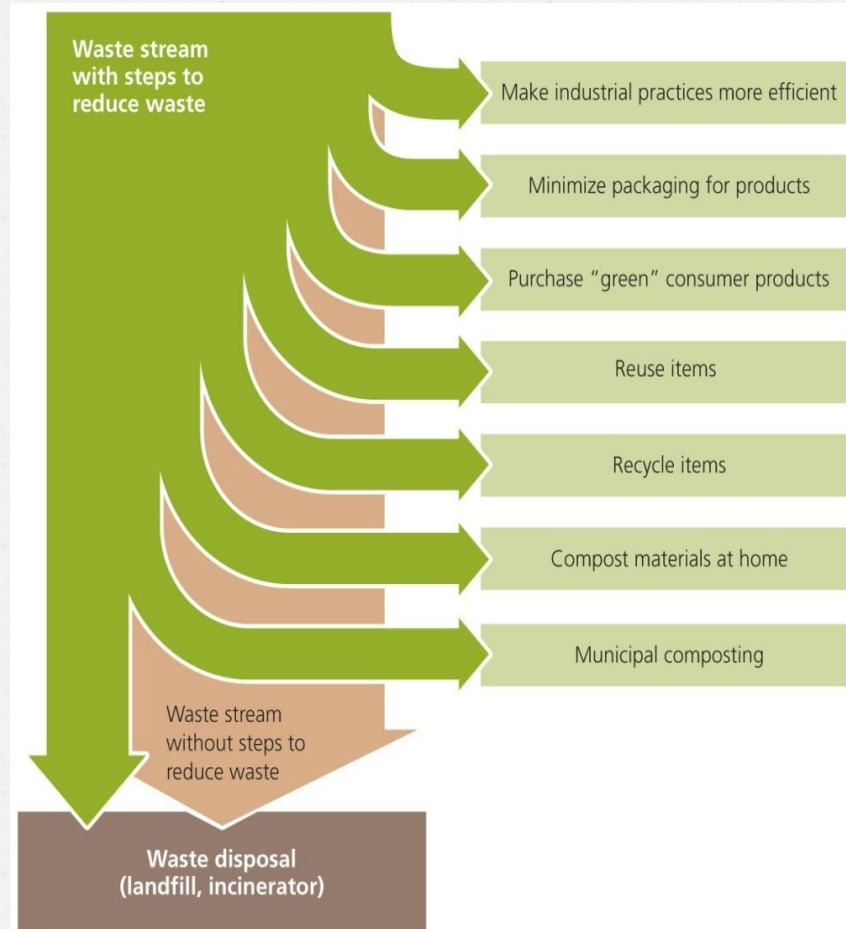 Waste stream
with steps to
reduce waste
Make industrial practices more efficient
Minimize packaging for products
Purchase “green” consumer products
Reuse items
Recycle items
Compost materials at home
Municipal composting
Waste stream
without steps to
reduce waste
Waste disposal
(landfill, incinerator)